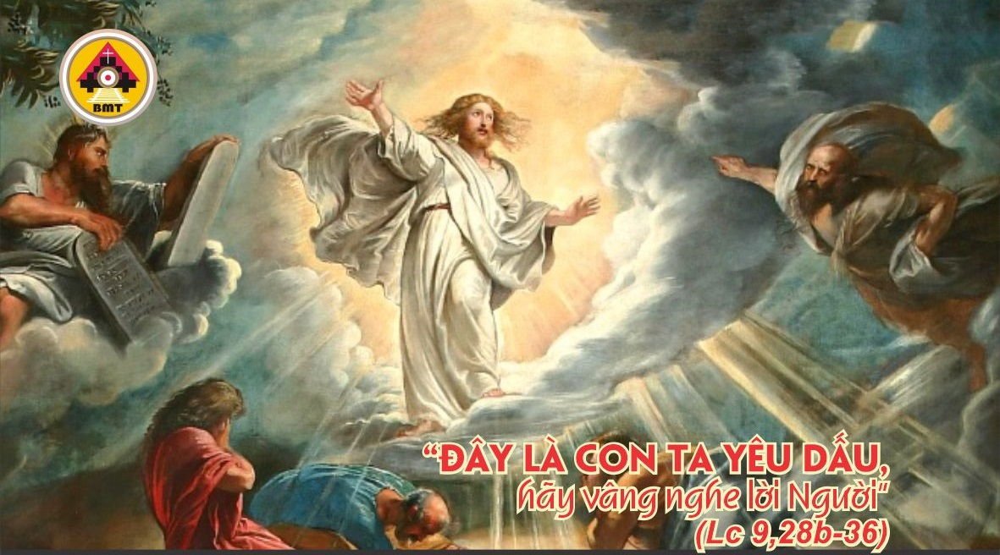 BMT
“ĐÂY LÀ CON TA YÊU DẤU,
hãy vâng nghe lời Người"
(Lc 9,28b-36)